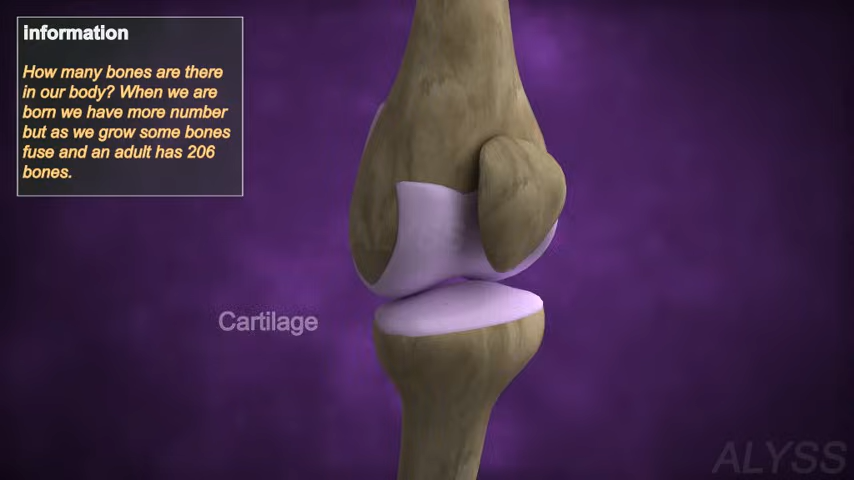 information
How many bones are there
in our body? When we are
born we have more number
but as we grow some bones
fuse and an adult has 206
bones.
Cartilage
ALYSS